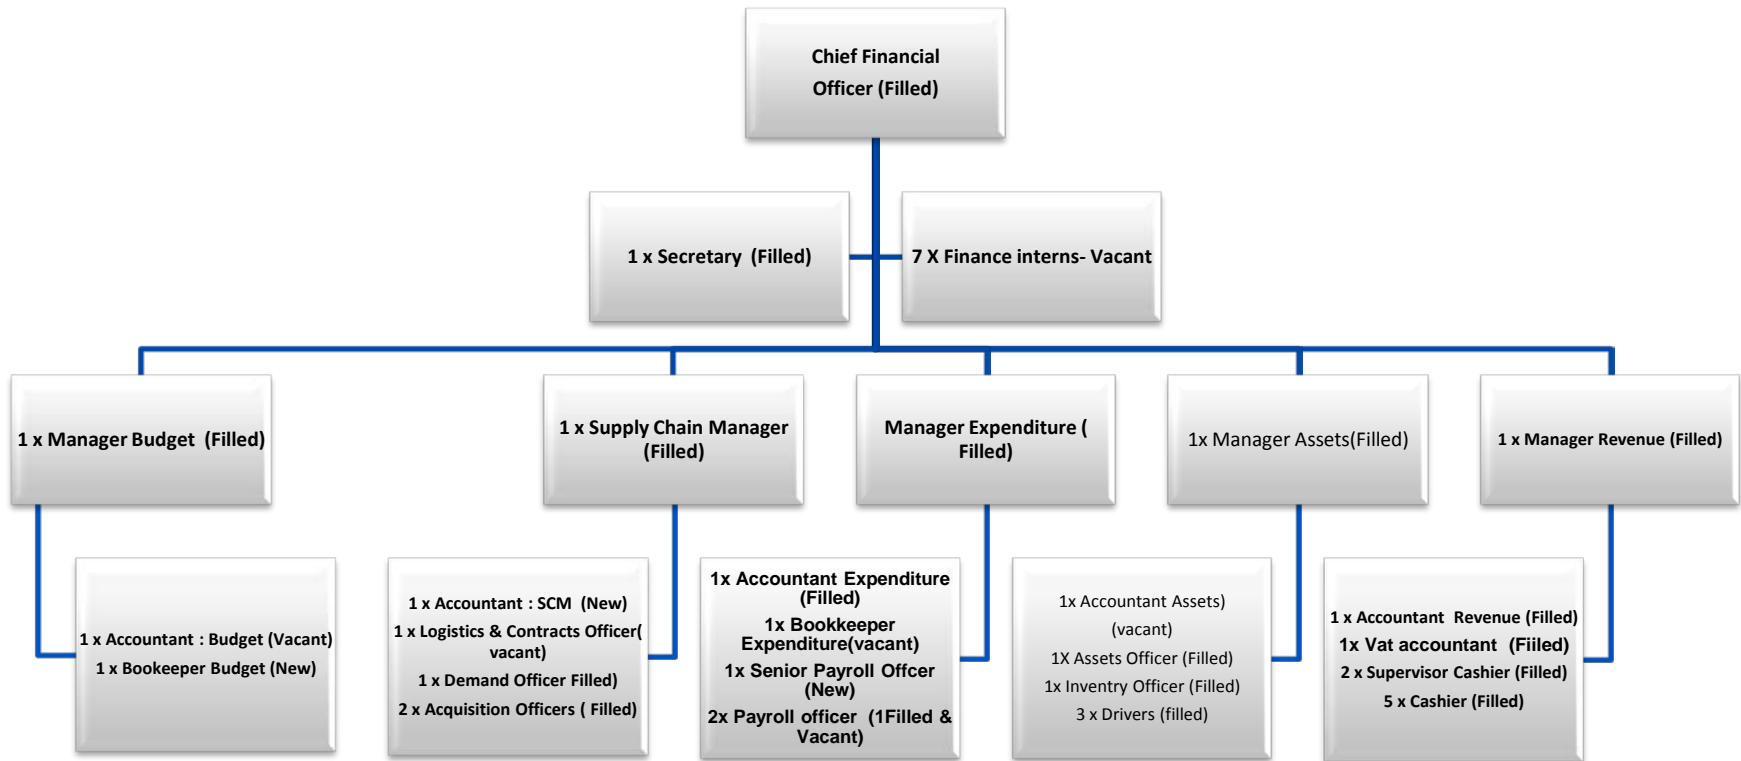 Chief Financial
Officer (Filled)
1 x Secretary (Filled)
7 X Finance interns- Vacant
1 x Manager Budget (Filled)
1 x Supply Chain Manager
(Filled)
Manager Expenditure (
Filled)
1x Manager Assets(Filled)
1 x Manager Revenue (Filled)
1 x Accountant : Budget (Vacant)
1 x Bookeeper Budget (New)
1 x Accountant : SCM (New)
1 x Logistics & Contracts Officer(
vacant)
1 x Demand Officer Filled)
2 x Acquisition Officers ( Filled)
1x Accountant Expenditure
(Filled)
1x Bookkeeper
Expenditure(vacant)
1x Senior Payroll Offcer
(New)
2x Payroll officer (1Filled &
Vacant)
1x Accountant Assets)
(vacant)
1X Assets Officer (Filled)
1x Inventry Officer (Filled)
3 x Drivers (filled)
1 x Accountant Revenue (Filled)
1x Vat accountant (Fiiled)
2 x Supervisor Cashier (Filled)
5 x Cashier (Filled)